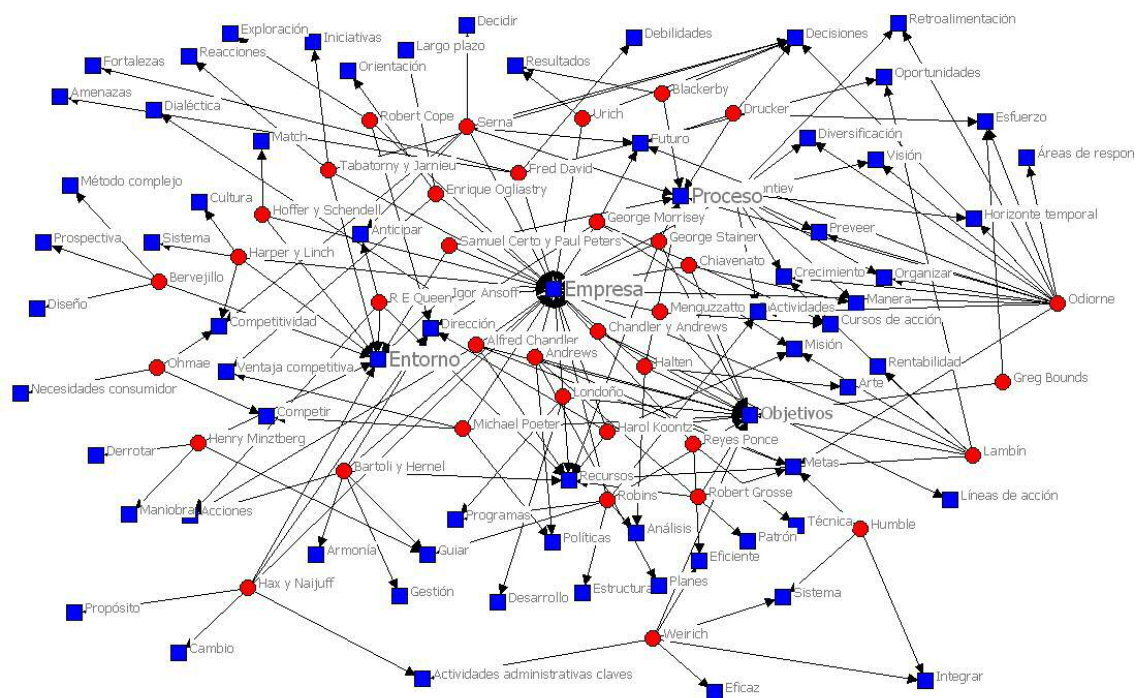 Decidir
Retroalimentación
Exploración
Iniciativas
Largo plazo
Debilidades
Decisiones
Reacciones
Fortalezas
Orientación
Resultados
Oportunidades
Blackerby
Amenazas
Dialéctica
Robert Cope
Serna
Urich
Drucker
Esfuerzo
Match
Futuro
Diversificación
Visión
Áreas de respon
Tabatorny y Jarnieu
Fred David
Método complejo
Cultura
Enrique Ogliastry
Proceso
ontiev
Hoffer y Schendell
George Morrisey
Horizonte temporal
Prospectiva
Sistema
Anticipar
Samuel Certo y Paul Peters
George Stainer
Preveer
Harper y Linch
Chiavenato
Bervejillo
Crecimiento
Organizar
Igor Ansoff
Empresa
R E Queen
Manera
Odiorne
Diseño
Menguzzatto
Actividades
Competitividad
Dirección
Chandler y Andrews
Cursos de acción
Alfred Chandler
Misión
Entorno
Andrews
Halten
Rentabilidad
Ohmae
Ventaja competitiva
Greg Bounds
Necesidades consumidor
Arte
Londoño
Competir
Objetivos
Michael Poeter
Harol Koontz
Henry Minztberg
Reyes Ponce
Derrotar
Lambín
Bartoli y Hernel
Recursos
Metas
Robins
Robert Grosse
Líneas de acción
Maniobra
Acciones
Programas
Análisis
Técnica
Humble
Políticas
Patrón
Armonía
Guiar
Eficiente
Hax y Naijuff
Gestión
Desarrollo
Estructura
Planes
Sistema
Propósito
Weirich
Cambio
Actividades administrativas claves
Integrar
Eficaz